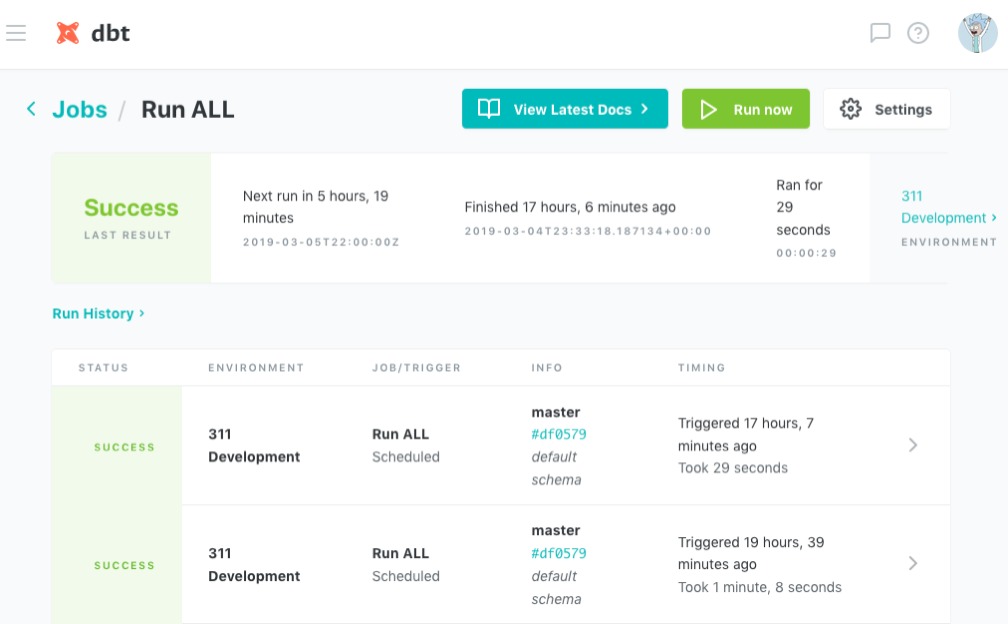 dbt
Jobs / Run ALL
View Latest Docs
Run now
Settings
Success
LAST RESULT
Next run in 5 hours, 19
minutes
2019-03-05T22:00:00Z
Finished 17 hours, 6 minutes ago
2019-03-04T23:33:18.187134+00:00
Ran for
29
seconds
00:00:29
311
Development
ENVIRONMENT
Run History
STATUS ENVIRONMENT JOB/TRIGGER INFO TIMING
SUCCESS
311
Development
Run ALL
Scheduled
master
#df0579
default
schema
Triggered 17 hours, 7
minutes ago
Took 29 seconds
SUCCESS
311
Development
Run ALL
Scheduled
master
#df0579
default
schema
Triggered 19 hours, 39
minutes ago
Took 1 minute, 8 seconds